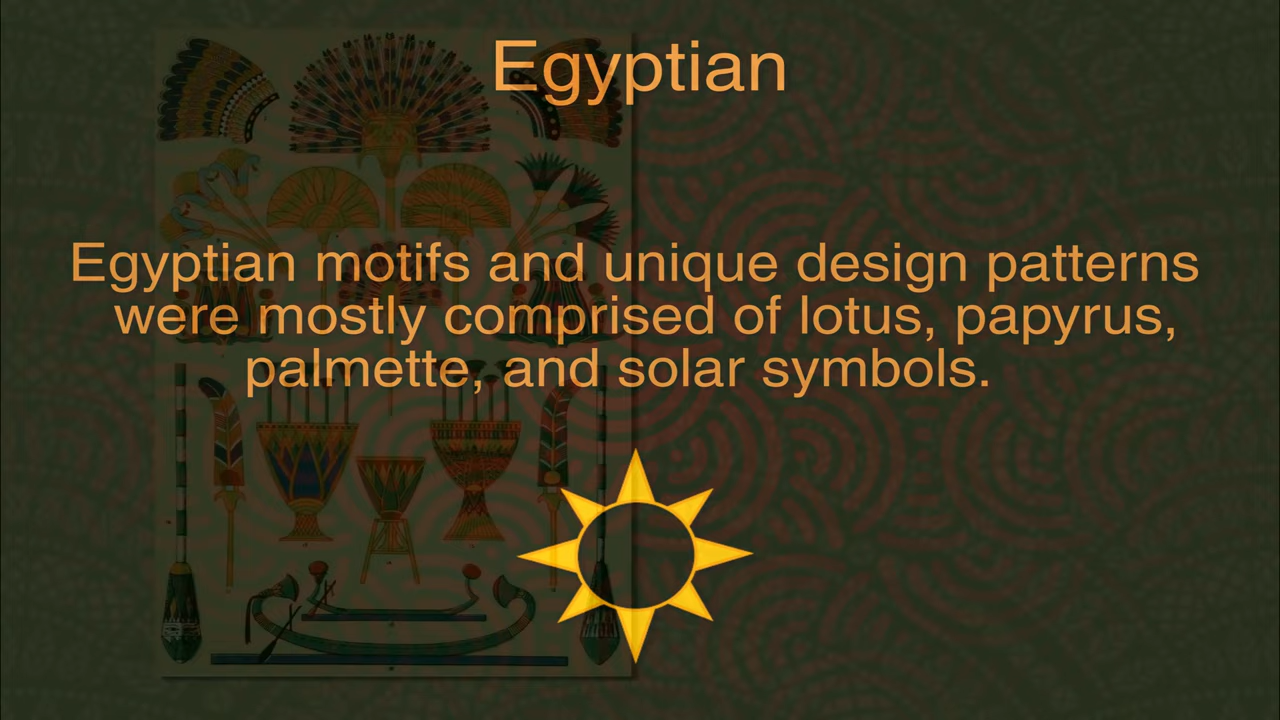 Egyptian
Egyptian motifs and unique design patterns
were mostly comprised of lotus, papyrus,
palmette, and solar symbols.